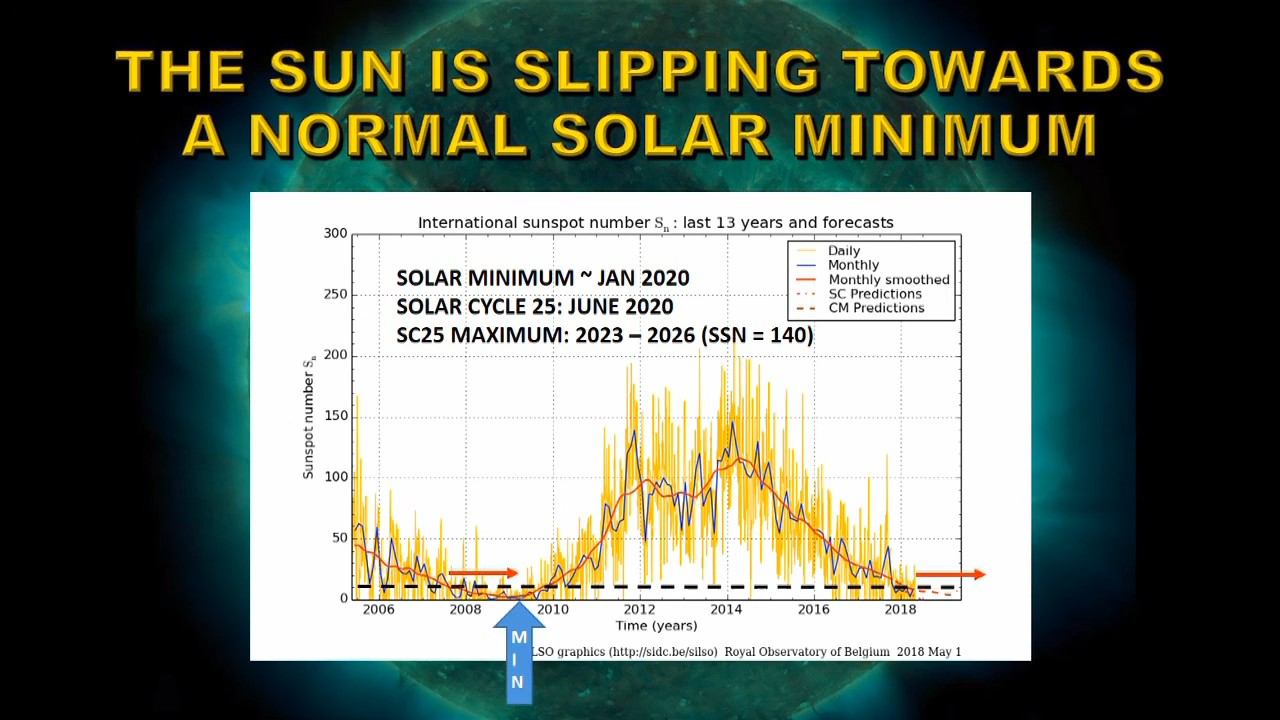 THE SUN IS SLIPPING TOWARDS
A NORMAL SOLAR MINIMUM
International sunspot number Sn : last 13 years and forecasts
SOLAR MINIMUM ~ JAN 2020
SOLAR CYCLE 25: JUNE 2020
SC25 MAXIMUM: 2023 – 2026 (SSN = 140)
Daily
Monthly
Monthly smoothed
SC Predictions
CM Predictions
Sunspot number Sn
300
250
200
150
100
50
0
2006 2008 2010 2012 2014 2016 2018
Time (years)
LSO graphics (http://sidc.be/silso) Royal Observatory of Belgium 2018 May 1
M
I
N